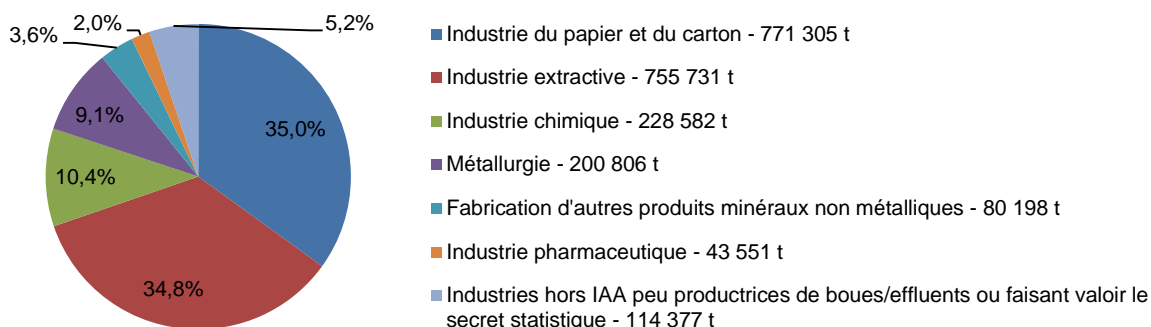 2,0%
5,2%
3,6%
9,1%
35,0%
10,4%
34,8%
Industrie du papier et du carton - 771 305 t
Industrie extractive - 755 731 t
Industrie chimique - 228 582 t
Métallurgie - 200 806 t
Fabrication d'autres produits minéraux non métalliques - 80 198 t
Industrie pharmaceutique - 43 551 t
Industries hors IAA peu productrices de boues/effluents ou faisant valoir le
secret statistique - 114 377 t